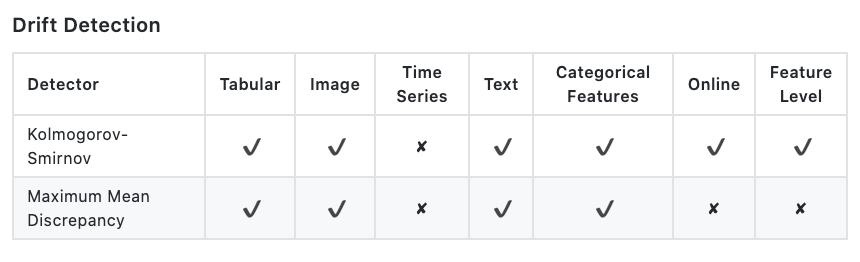 Drift Detection
Detector Tabular Image Time Series Text Categorical Features Online Feature Level
Kolmogorov-
Smirnov ✔ ✔ ✘ ✔ ✔ ✔ ✔
Maximum Mean
Discrepancy ✔ ✔ ✘ ✔ ✔ ✘ ✘